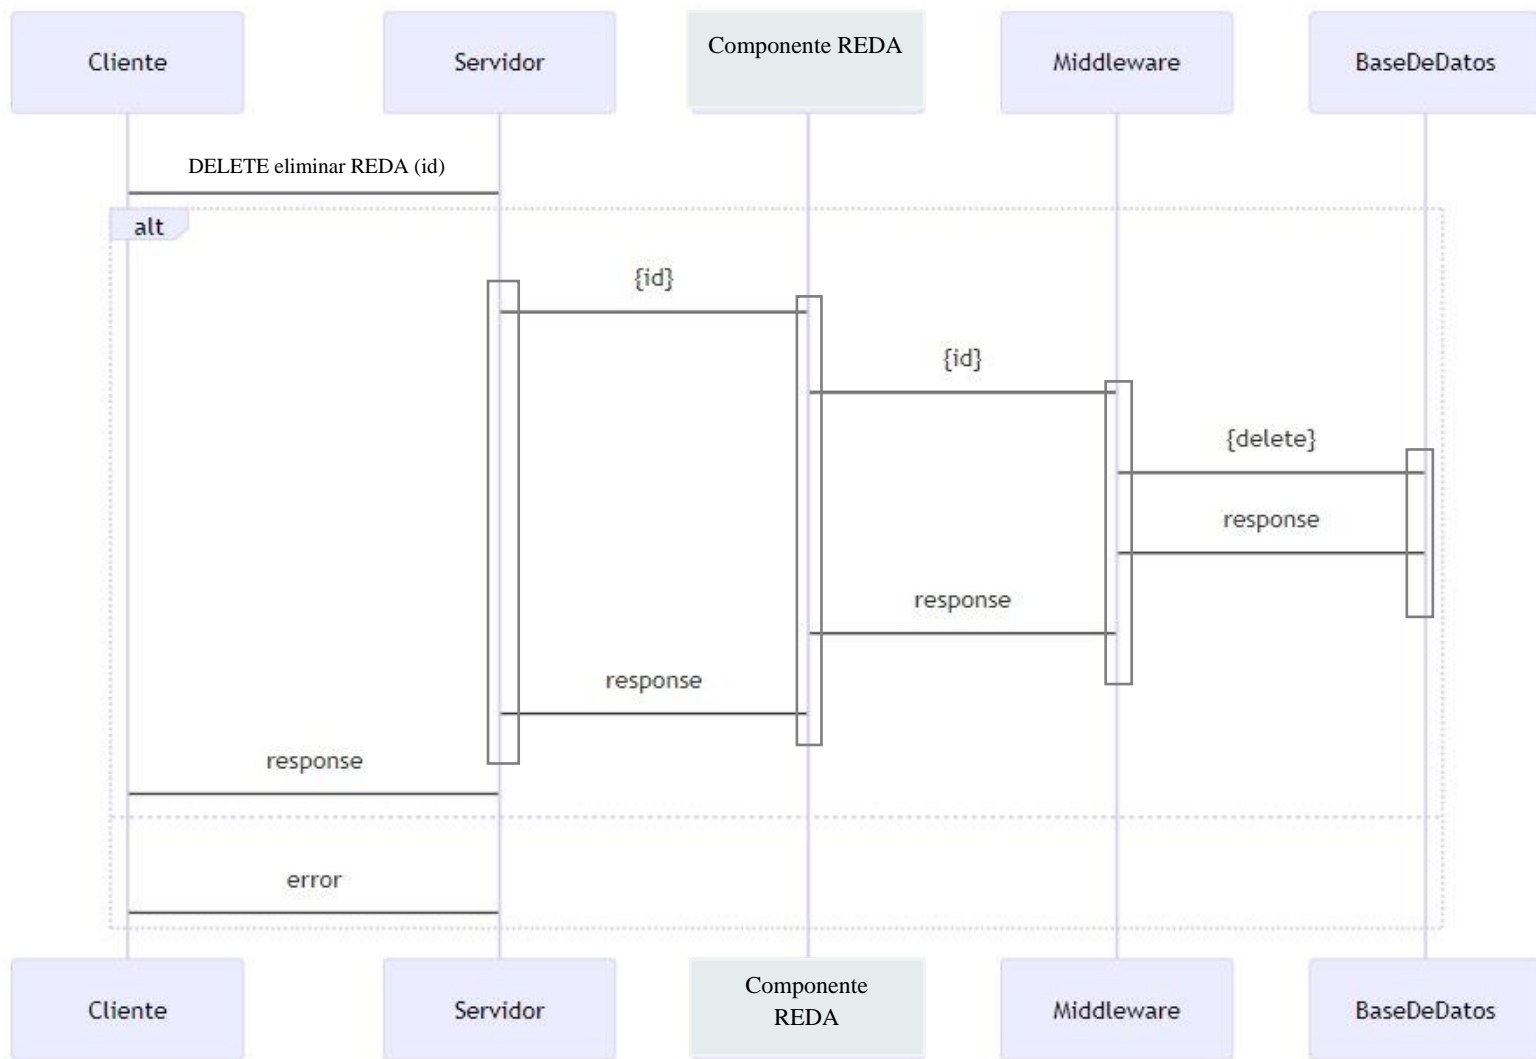 Cliente
Servidor
Componente REDA
Middleware
BaseDeDatos
DELETE eliminar REDA (id)
alt
{id}
{id}
{delete}
response
response
response
response
error
Cliente
Servidor
Componente
REDA
Middleware
BaseDeDatos